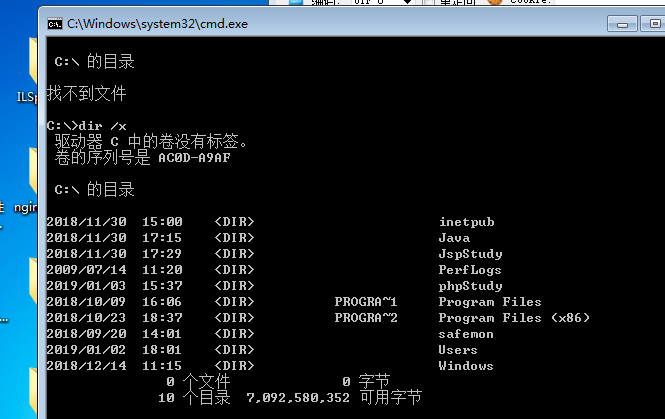 C:\Windows\system32\cmd.exe
C:\ 的目录
找不到文件
C:\>dir /x
驱动器 C 中的卷没有标签。
卷的序列号是 AC0D-A9AF
C:\ 的目录
2018/11/30  15:00    <DIR>                       inetpub
2018/11/30  17:15    <DIR>                       Java
2018/11/30  17:29    <DIR>                       JspStudy
2009/07/14  11:20    <DIR>                       PerfLogs
2019/01/03  15:37    <DIR>                       phpStudy
2018/10/09  16:06    <DIR>          PROGRA~1     Program Files
2018/10/23  18:37    <DIR>          PROGRA~2     Program Files (x86)
2018/09/20  14:01    <DIR>                       safemon
2019/01/02  18:01    <DIR>                       Users
2018/12/14  11:15    <DIR>                       Windows
0 个文件              0 字节
10 个目录  7,092,580,352 可用字节
ILSp
ngin